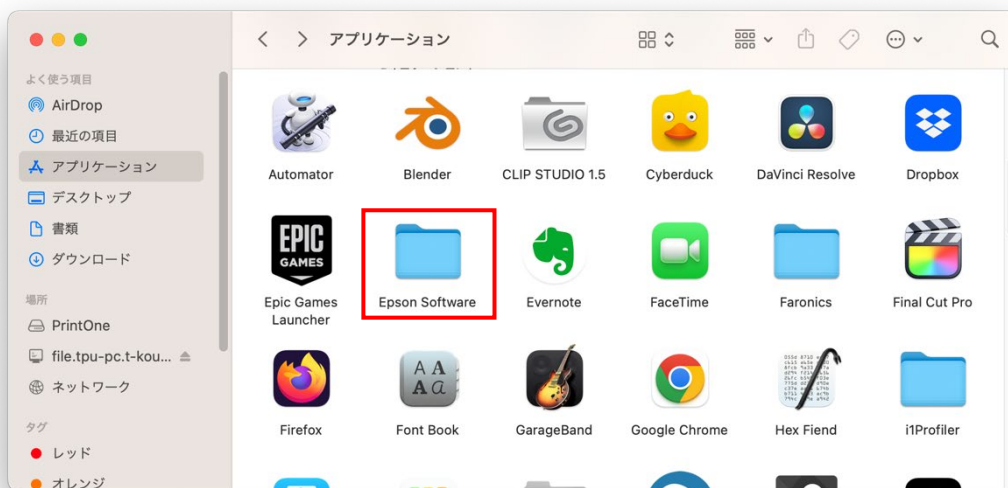 アプリケーション
よく使う項目
AirDrop
最近の項目
アプリケーション
デスクトップ
書類
ダウンロード
場所
PrintOne
file.tpu-pc.t-kou...
ネットワーク
タグ
レッド
オレンジ
Automator
Blender
CLIP STUDIO 1.5
Cyberduck
DaVinci Resolve
Dropbox
EPIC
GAMES
Epic Games
Launcher
Epson Software
Evernote
FaceTime
Faronics
Final Cut Pro
A A
A a
Firefox
Font Book
GarageBand
Google Chrome
Hex Fiend
i1Profiler